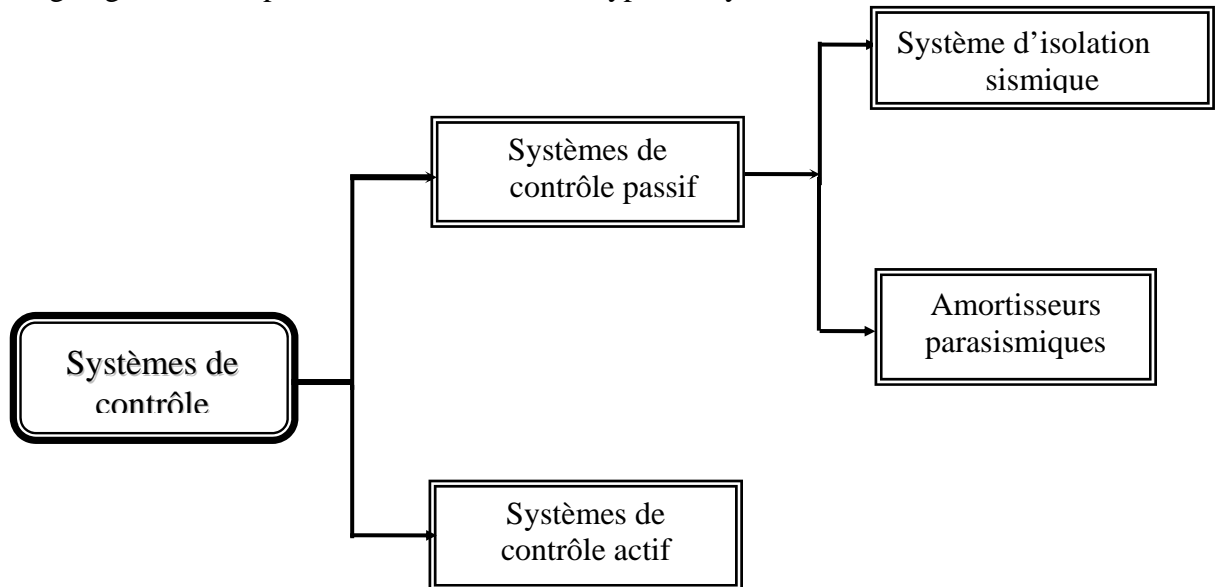 Système d'isolation
sismique
Systèmes de
contrôle passif
Amortisseurs
parasismiques
Systèmes de
contrôle
Systèmes de
contrôle actif